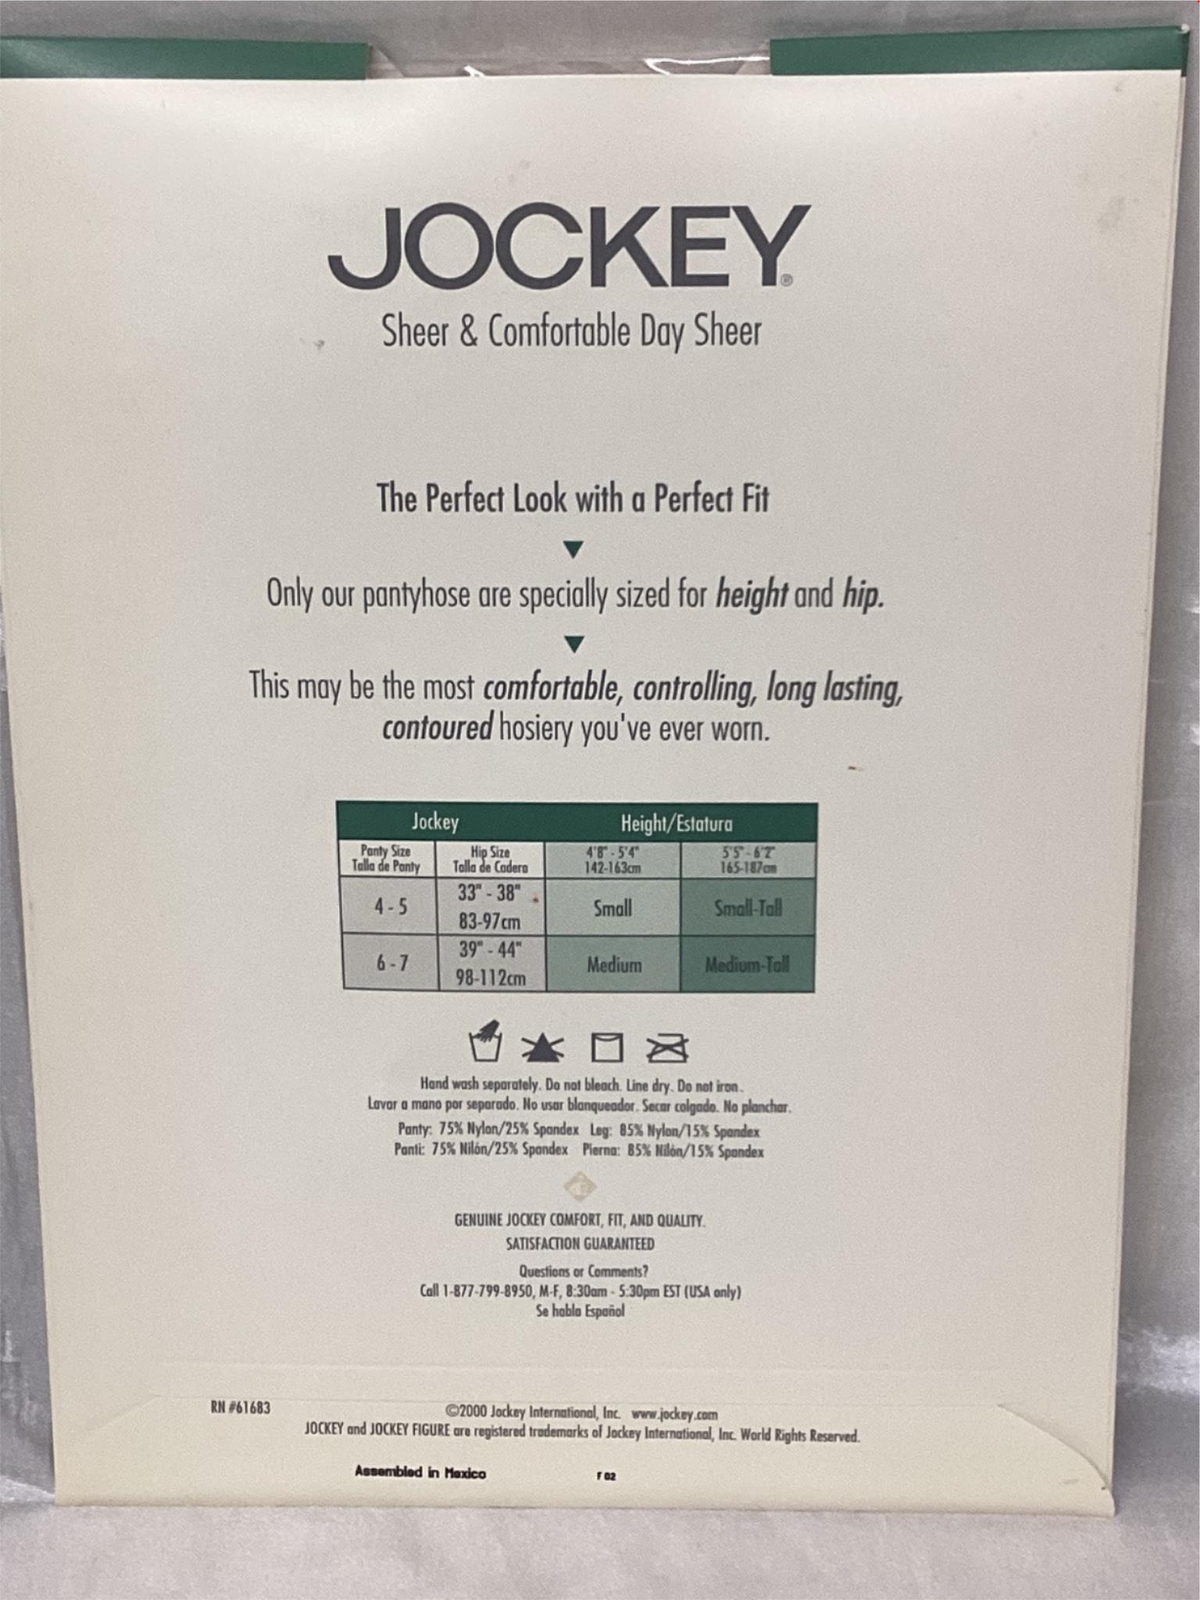 JOCKEY®
Sheer & Comfortable Day Sheer
The Perfect Look with a Perfect Fit
Only our pantyhose are specially sized for height and hip.
This may be the most comfortable, controlling, long lasting,
contoured hosiery you've ever worn.
Jockey Height/Estatura
Panty Size Hip Size 4'8" - 5'4" 5'5" - 6'2"
Talla de Panty Talla de Cadera 142-163cm 165-187cm
4 - 5 33" - 38" Small Small-Tall
83-97cm
6 - 7 39" - 44" Medium Medium-Tall
98-112cm
Hand wash separately. Do not bleach. Line dry. Do not iron.
Lavar a mano por separado. No usar blanqueador. Secar colgado. No planchar.
Panty: 75% Nylon/25% Spandex Leg: 85% Nylon/15% Spandex
Panti: 75% Nilón/25% Spandex Pierna: 85% Nilón/15% Spandex
GENUINE JOCKEY COMFORT, FIT, AND QUALITY.
SATISFACTION GUARANTEED
Questions or Comments?
Call 1-877-799-8950, M-F, 8:30am - 5:30pm EST (USA only)
Se habla Español
RN #61683
©2000 Jockey International, Inc. www.jockey.com
JOCKEY and JOCKEY FIGURE are registered trademarks of Jockey International, Inc. World Rights Reserved.
Assembled in Mexico F 02